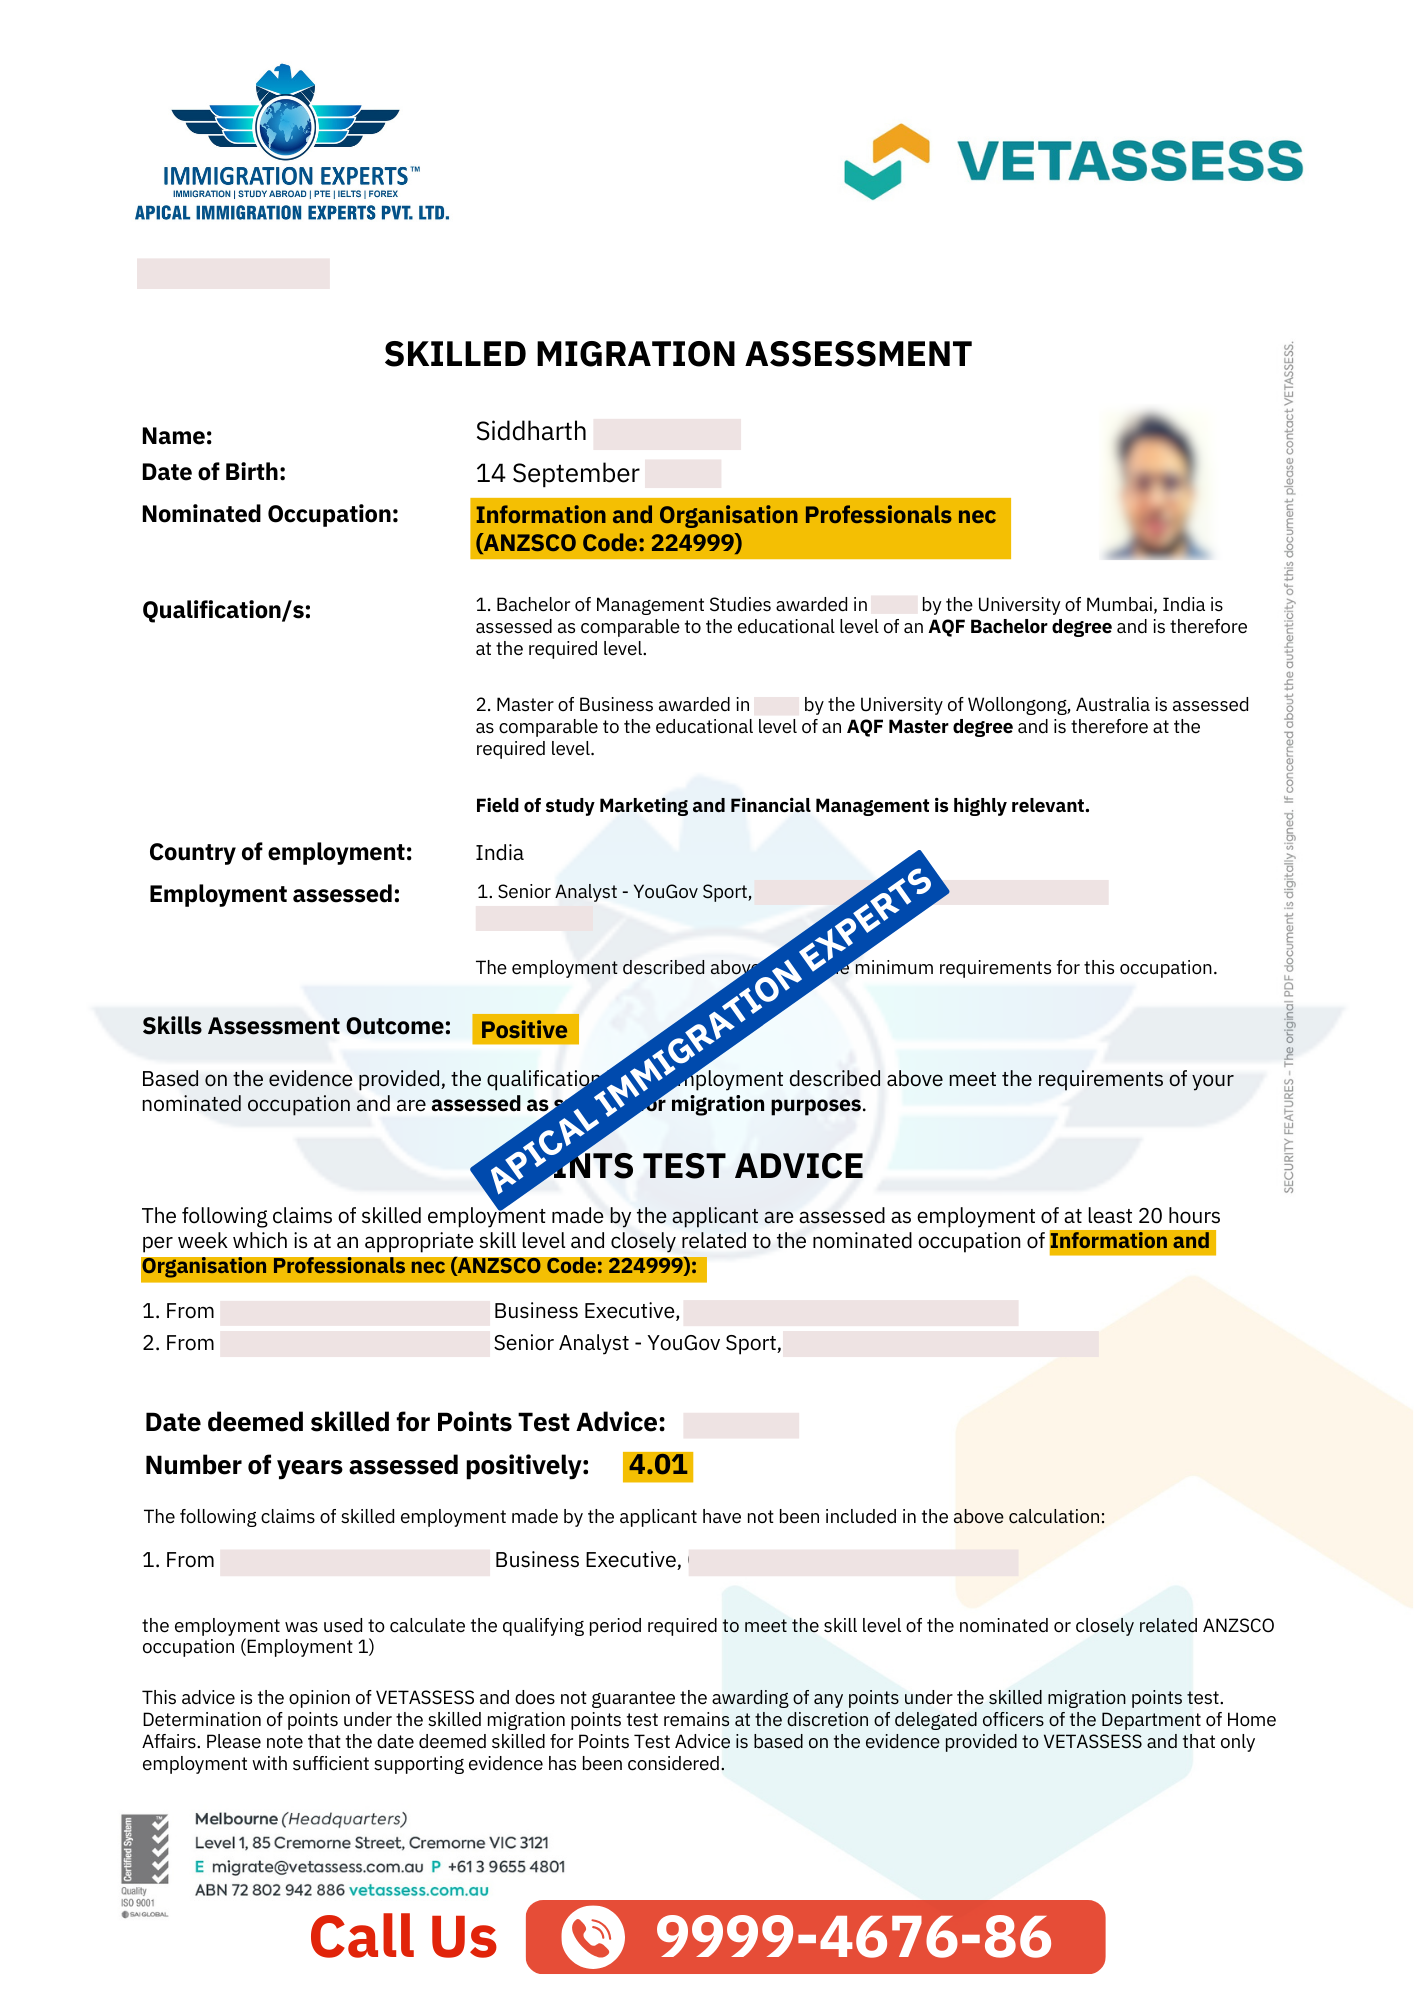 IMMIGRATION EXPERTS™
IMMIGRATION | STUDY ABROAD | PTE | IELTS | FOREX
APICAL IMMIGRATION EXPERTS PVT. LTD.
VETASSESS
SKILLED MIGRATION ASSESSMENT
Name: Siddharth
Date of Birth: 14 September
Nominated Occupation: Information and Organisation Professionals nec
(ANZSCO Code: 224999)
Qualification/s: 1. Bachelor of Management Studies awarded in by the University of Mumbai, India is
assessed as comparable to the educational level of an AQF Bachelor degree and is therefore
at the required level.
2. Master of Business awarded in by the University of Wollongong, Australia is assessed
as comparable to the educational level of an AQF Master degree and is therefore at the
required level.
Field of study Marketing and Financial Management is highly relevant.
Country of employment: India
Employment assessed: 1. Senior Analyst - YouGov Sport,
The employment described minimum requirements for this occupation.
Skills Assessment Outcome: Positive
Based on the evidence provided, the described above meet the requirements of your
nominated occupation and are assessed as migration purposes.
APICAL IMMIGRATION EXPERTS
TEST ADVICE
The following claims of skilled employment made by the applicant are assessed as employment of at least 20 hours
per week which is at an appropriate skill level and closely related to the nominated occupation of Information and
Organisation Professionals nec (ANZSCO Code: 224999):
1. From Business Executive,
2. From Senior Analyst - YouGov Sport,
Date deemed skilled for Points Test Advice:
Number of years assessed positively: 4.01
The following claims of skilled employment made by the applicant have not been included in the above calculation:
1. From Business Executive,
the employment was used to calculate the qualifying period required to meet the skill level of the nominated or closely related ANZSCO
occupation (Employment 1)
This advice is the opinion of VETASSESS and does not guarantee the awarding of any points under the skilled migration points test.
Determination of points under the skilled migration points test remains at the discretion of delegated officers of the Department of Home
Affairs. Please note that the date deemed skilled for Points Test Advice is based on the evidence provided to VETASSESS and that only
employment with sufficient supporting evidence has been considered.
SECURITY FEATURES – The original PDF document is digitally signed. If concerned about the authenticity of this document please contact VETASSESS.
Certified System
Quality
ISO 9001
SAI GLOBAL
Melbourne (Headquarters)
Level 1, 85 Cremorne Street, Cremorne VIC 3121
E migrate@vetassess.com.au P +61 3 9655 4801
ABN 72 802 942 886 vetassess.com.au
Call Us 9999-4676-86